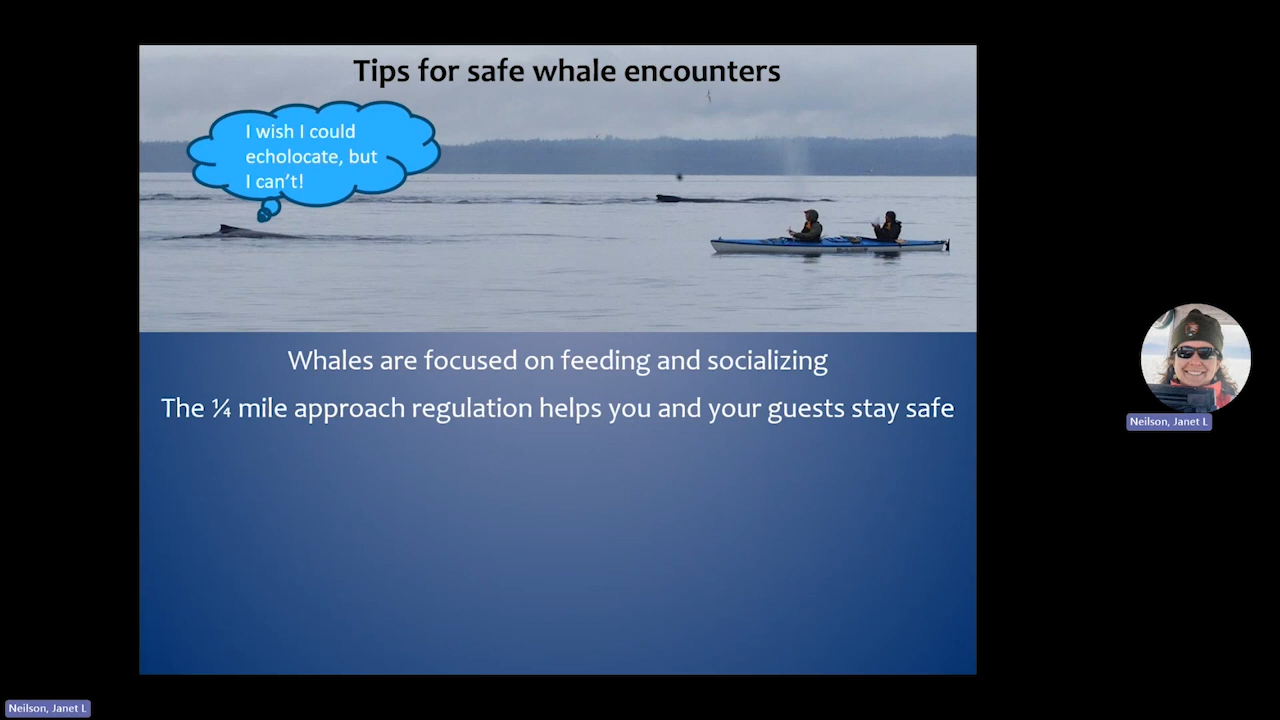 Tips for safe whale encounters
I wish I could
echolocate, but
I can't!
Whales are focused on feeding and socializing
The ¼ mile approach regulation helps you and your guests stay safe
Neilson, Janet L
Neilson, Janet L